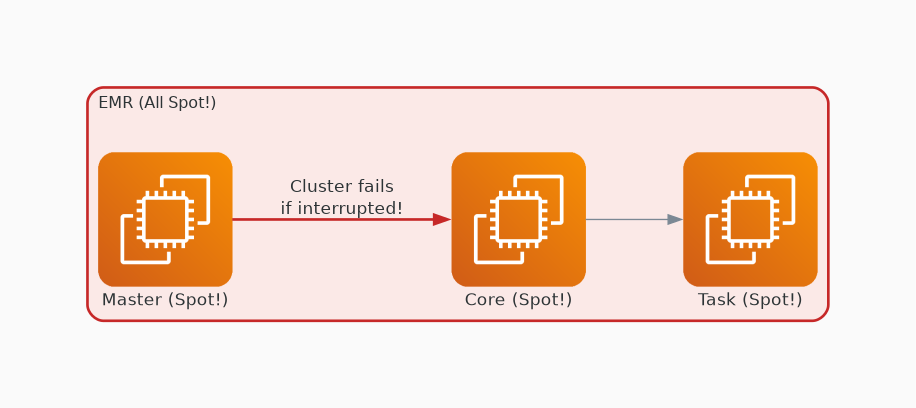 EMR (All Spot!)
Cluster fails
if interrupted!
Master (Spot!)
Core (Spot!)
Task (Spot!)